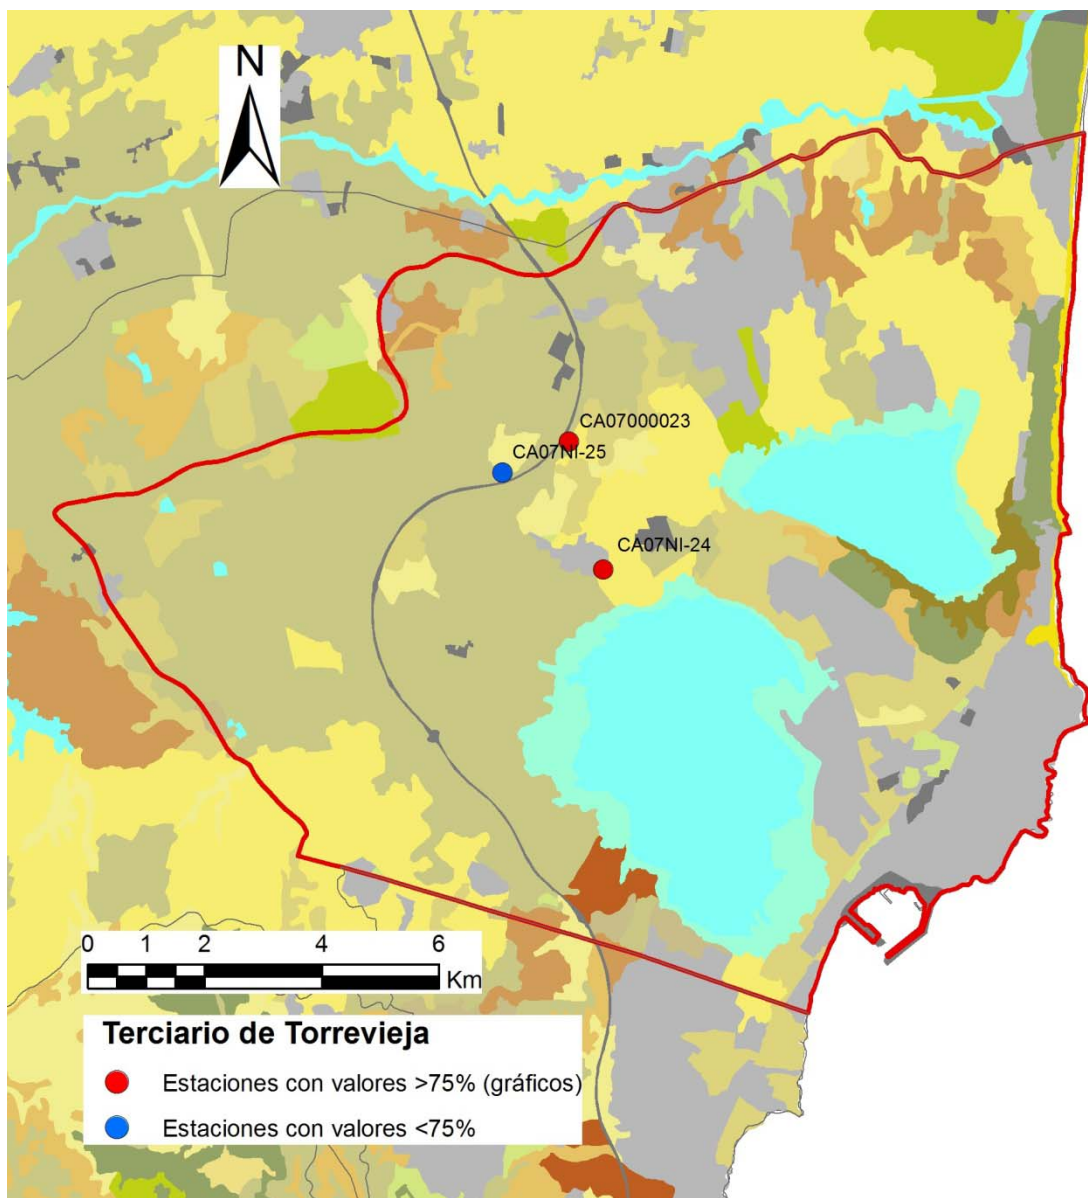 N
CA07000023
CA07NI-25
CA07NI-24
0 1 2 4 6
Km
Terciario de Torrevieja
Estaciones con valores >75% (gráficos)
Estaciones con valores <75%